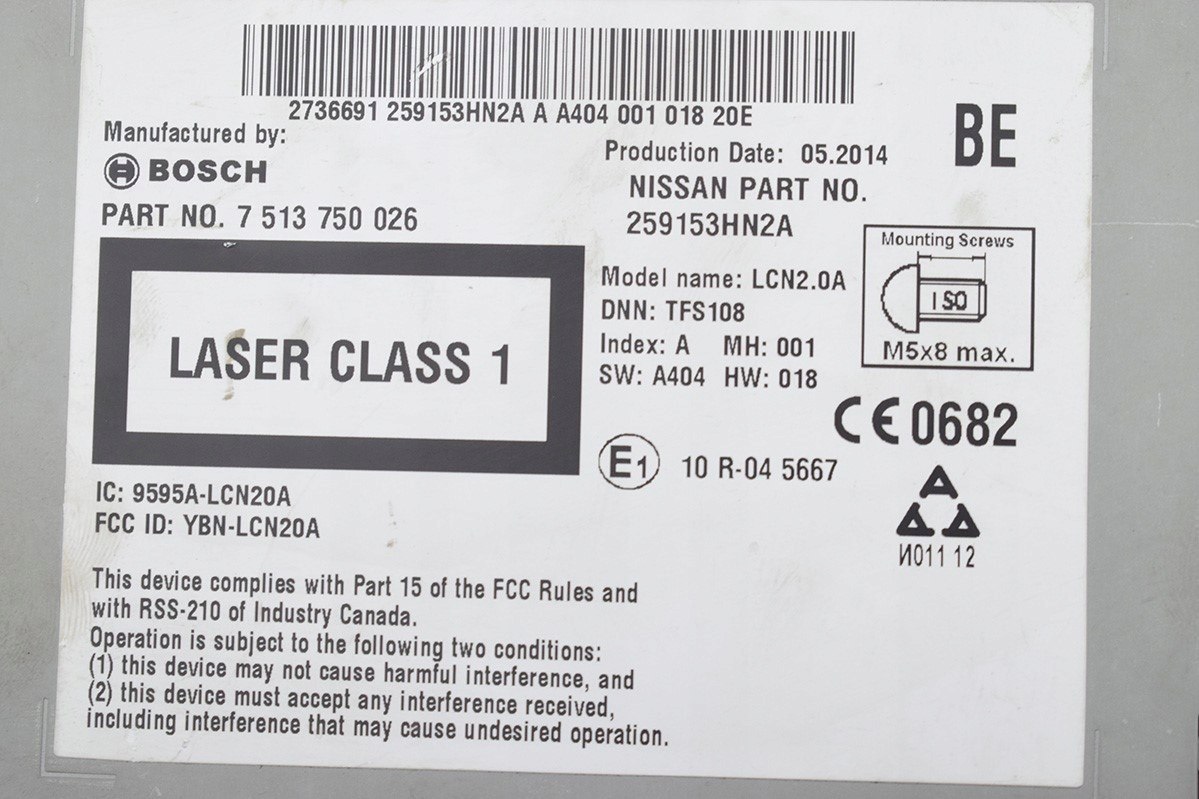 2736691 259153HN2A A A404 001 018 20E
Manufactured by:
BOSCH
PART NO. 7 513 750 026
Production Date: 05.2014
BE
NISSAN PART NO.
259153HN2A
Mounting Screws
ISO
M5x8 max.
LASER CLASS 1
Model name: LCN2.0A
DNN: TFS108
Index: A MH: 001
SW: A404 HW: 018
CE 0682
E1 10 R-04 5667
И011 12
IC: 9595A-LCN20A
FCC ID: YBN-LCN20A
This device complies with Part 15 of the FCC Rules and
with RSS-210 of Industry Canada.
Operation is subject to the following two conditions:
(1) this device may not cause harmful interference, and
(2) this device must accept any interference received,
including interference that may cause undesired operation.